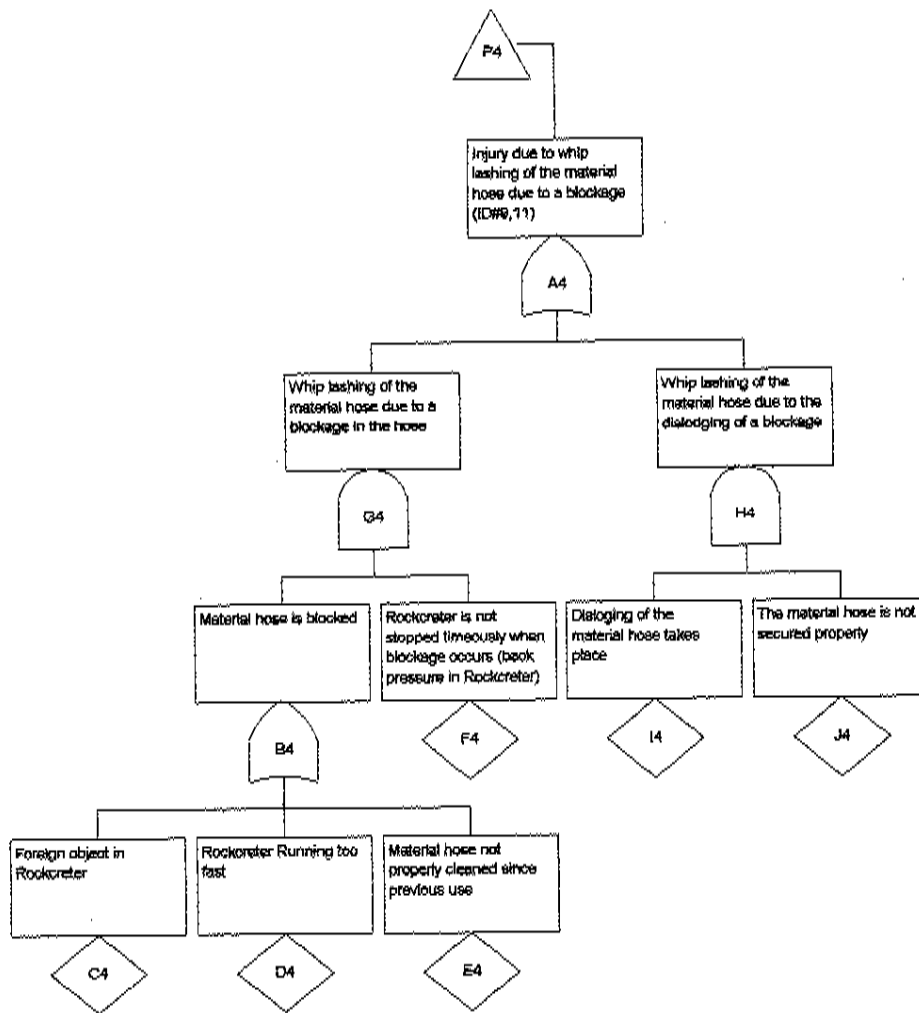 P4
Injury due to whip
lashing of the material
hose due to a blockage
(ID#9,11)
A4
Whip lashing of the
material hose due to a
blockage in the hose
Whip lashing of the
material hose due to the
dislodging of a blockage
G4
H4
Material hose is blocked
Rockcreter is not
stopped timeously when
blockage occurs (back
pressure in Rockcreter)
Dialoging of the
material hose takes
place
The material hose is not
secured properly
B4
F4
I4
J4
Foreign object in
Rockcreter
Rockcreter Running too
fast
Material hose not
properly cleaned since
previous use
C4
D4
E4